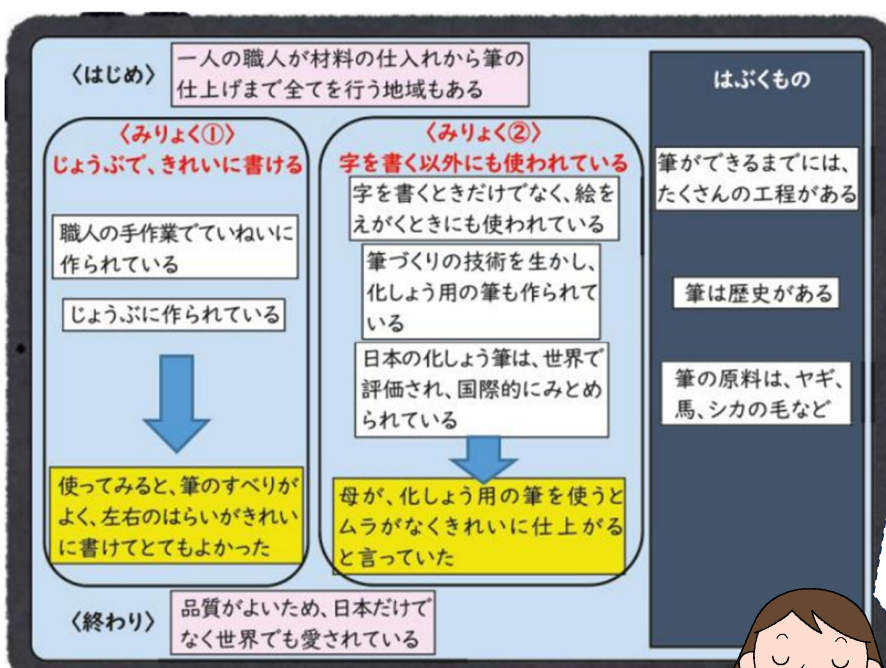 〈はじめ〉
一人の職人が材料の仕入れから筆の
仕上げまで全てを行う地域もある
〈みりょく①〉
じょうぶで、きれいに書ける
職人の手作業でていねいに
作られている
じょうぶに作られている
使ってみると、筆のすべりが
よく、左右のはらいがきれい
に書けてとてもよかった
〈みりょく②〉
字を書く以外にも使われている
字を書くときだけでなく、絵を
えがくときにも使われている
筆づくりの技術を生かし、
化しょう用の筆も作られて
いる
日本の化しょう筆は、世界で
評価され、国際的にみとめ
られている
母が、化しょう用の筆を使うと
ムラがなくきれいに仕上がる
と言っていた
〈終わり〉
品質がよいため、日本だけで
なく世界でも愛されている
はぶくもの
筆ができるまでには、
たくさんの工程がある
筆は歴史がある
筆の原料は、ヤギ、
馬、シカの毛など